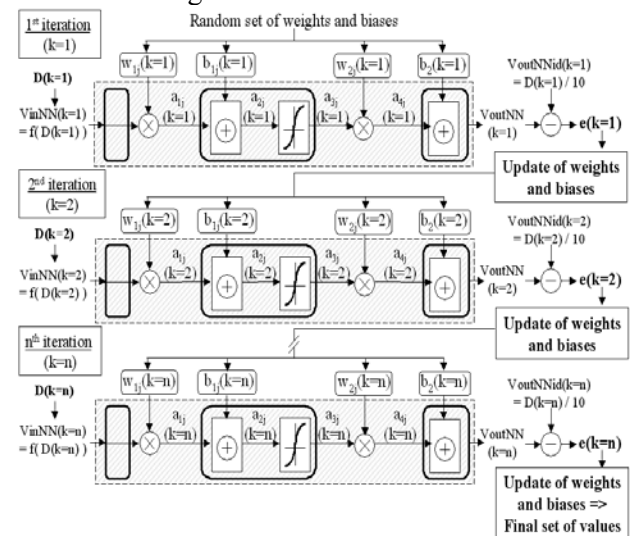 Random set of weights and biases
1st iteration
(k=1)
D(k=1)
VinNN(k=1)
= f( D(k=1) )
w1j(k=1)
b1j(k=1)
w2j(k=1)
b2(k=1)
a1j
(k=1)
a2j
(k=1)
a3j
(k=1)
a4j
(k=1)
VoutNN
(k=1)
VoutNNid(k=1)
= D(k=1) / 10
e(k=1)
Update of weights
and biases
2nd iteration
(k=2)
D(k=2)
VinNN(k=2)
= f( D(k=2) )
w1j(k=2)
b1j(k=2)
w2j(k=2)
b2(k=2)
a1j
(k=2)
a2j
(k=2)
a3j
(k=2)
a4j
(k=2)
VoutNN
(k=2)
VoutNNid(k=2)
= D(k=2) / 10
e(k=2)
Update of weights
and biases
nth iteration
(k=n)
D(k=n)
VinNN(k=n)
= f( D(k=n) )
w1j(k=n)
b1j(k=n)
w2j(k=n)
b2(k=n)
a1j
(k=n)
a2j
(k=n)
a3j
(k=n)
a4j
(k=n)
VoutNN
(k=n)
VoutNNid(k=n)
= D(k=n) / 10
e(k=n)
Update of weights
and biases =>
Final set of values